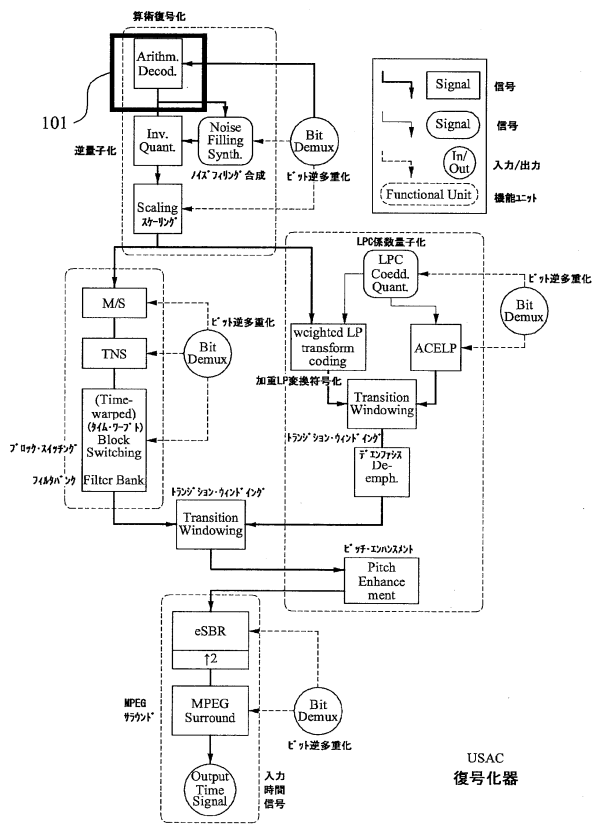 算術復号化
Arithm.
Decod.
101
Inv.
Quant.
逆量子化
Noise
Filling
Synth.
ノイズフィリング合成
Bit
Demux
ビット逆多重化
Scaling
スケーリング
Signal
信号
Signal
信号
In/
Out
入力/出力
Functional Unit
機能ユニット
LPC係数量子化
LPC
Coedd.
Quant.
ビット逆多重化
Bit
Demux
M/S
ビット逆多重化
Bit
Demux
TNS
weighted LP
transform
coding
加重LP変換符号化
ACELP
(Time-
warped)
(タイム・ワープト)
Block
Switching
ブロック・スイッチング
Filter Bank
フィルタバンク
Transition
Windowing
トランジション・ウィンドイング
デエンファシス
De-
emph.
トランジション・ウィンドイング
Transition
Windowing
ピッチ・エンハンスメント
Pitch
Enhance
ment
eSBR
↑2
MPEG
サラウンド
MPEG
Surround
Bit
Demux
ビット逆多重化
Output
Time
Signal
入力
時間
信号
USAC
復号化器